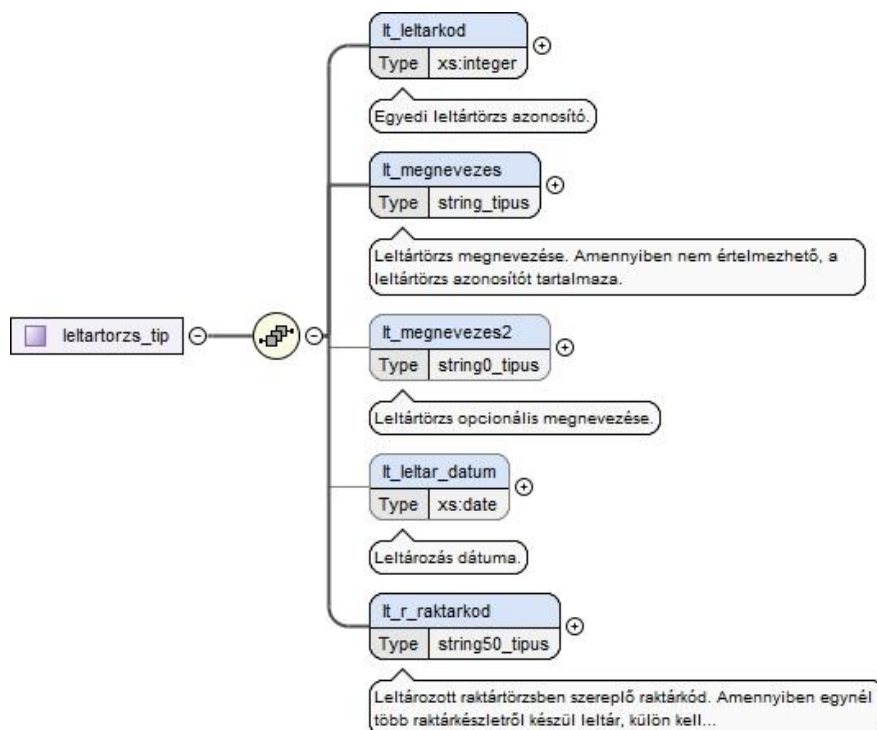 lt_leltarkod
Type xs:integer
Egyedi leltártörzs azonosító.
lt_megnevezes
Type string_tipus
Leltártörzs megnevezése. Amennyiben nem értelmezhető, a
leltártörzs azonosítót tartalmaza.
leltartorzs_tip
lt_megnevezes2
Type string0_tipus
Leltártörzs opcionális megnevezése.
lt_leltar_datum
Type xs:date
Leltározás dátuma.
lt_r_raktarkod
Type string50_tipus
Leltározott raktártörzsben szereplő raktárkód. Amennyiben egynél
több raktárkészletről készül leltár, külön kell...